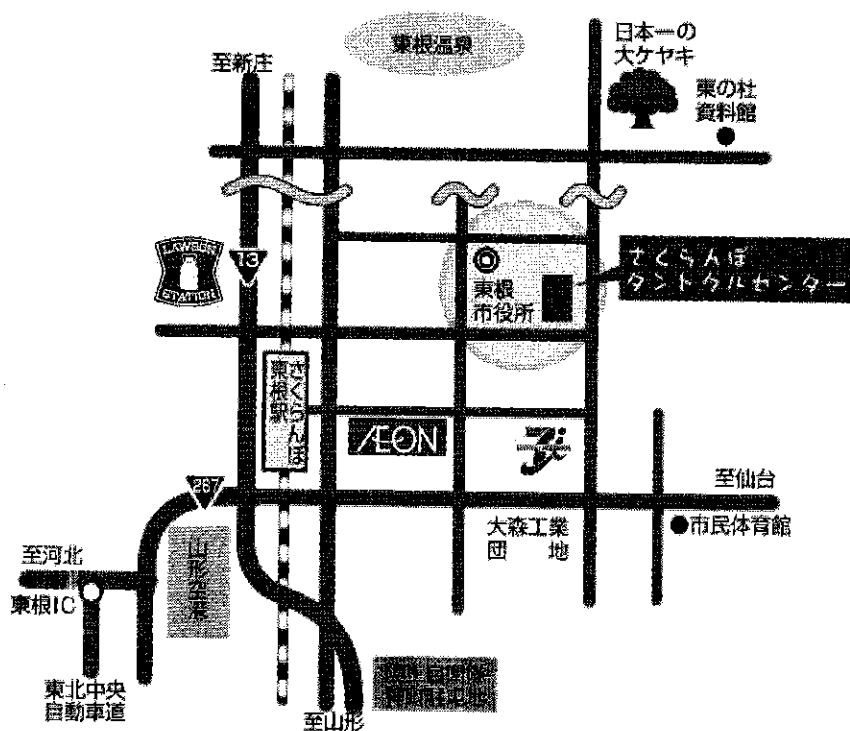 東根温泉
日本一の
大ケヤキ
至新庄
東の杜
資料館
LAWSON
STATION
13
東根
市役所
さくらんぼ
タントクルセンター
さくらんぼ
東根駅
ÆON
287
至仙台
大森工業
団 地
市民体育館
至河北
山形空港
東根IC
東北中央
自動車道
至山形